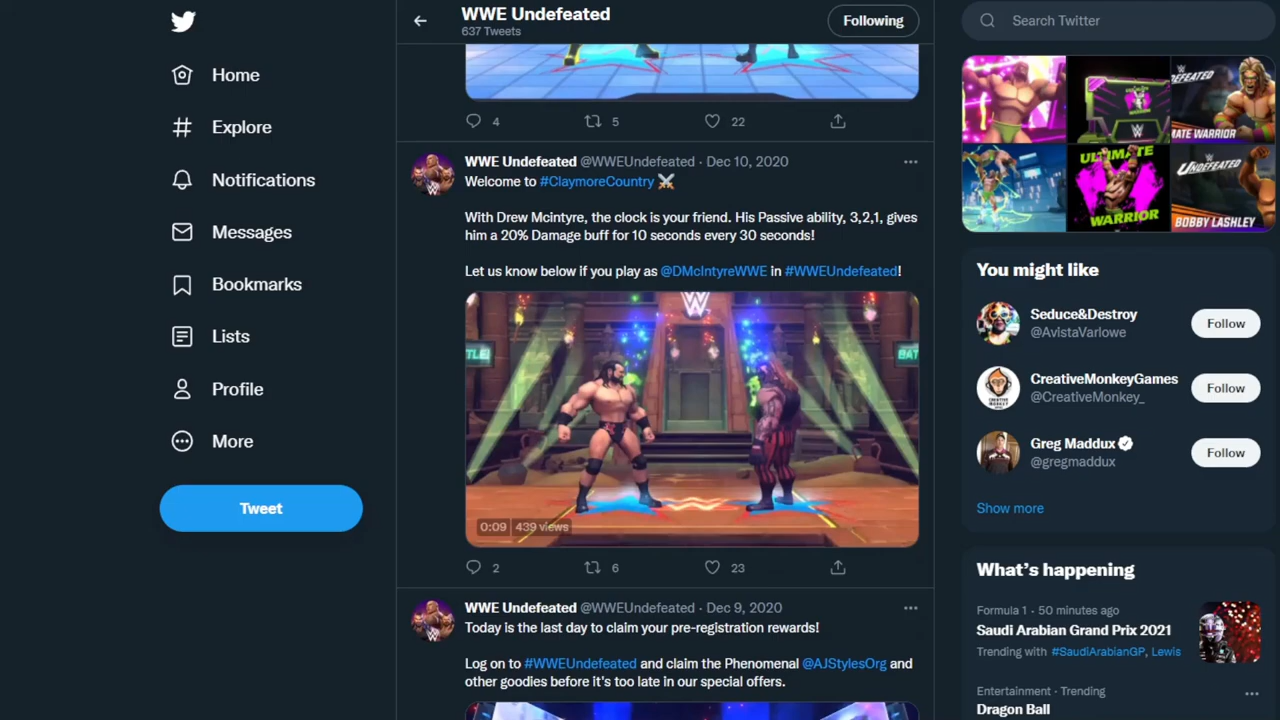 Home
Explore
Notifications
Messages
Bookmarks
Lists
Profile
More
Tweet
WWE Undefeated
637 Tweets
Following
4 5 22
WWE Undefeated @WWEUndefeated · Dec 10, 2020
Welcome to #ClaymoreCountry
With Drew Mcintyre, the clock is your friend. His Passive ability, 3,2,1, gives
him a 20% Damage buff for 10 seconds every 30 seconds!
Let us know below if you play as @DMcIntyreWWE in #WWEUndefeated!
W
0:09 439 views
2 6 23
WWE Undefeated @WWEUndefeated · Dec 9, 2020
Today is the last day to claim your pre-registration rewards!
Log on to #WWEUndefeated and claim the Phenomenal @AJStylesOrg and
other goodies before it's too late in our special offers.
Search Twitter
ULTIMATE
WARRIOR
UNDEFEATED
BOBBY LASHLEY
You might like
Seduce&Destroy
@AvistaVarlowe
Follow
CreativeMonkeyGames
@CreativeMonkey_
Follow
Greg Maddux
@gregmaddux
Follow
Show more
What's happening
Formula 1 · 50 minutes ago
Saudi Arabian Grand Prix 2021
Trending with #SaudiArabianGP, Lewis
Entertainment · Trending
Dragon Ball